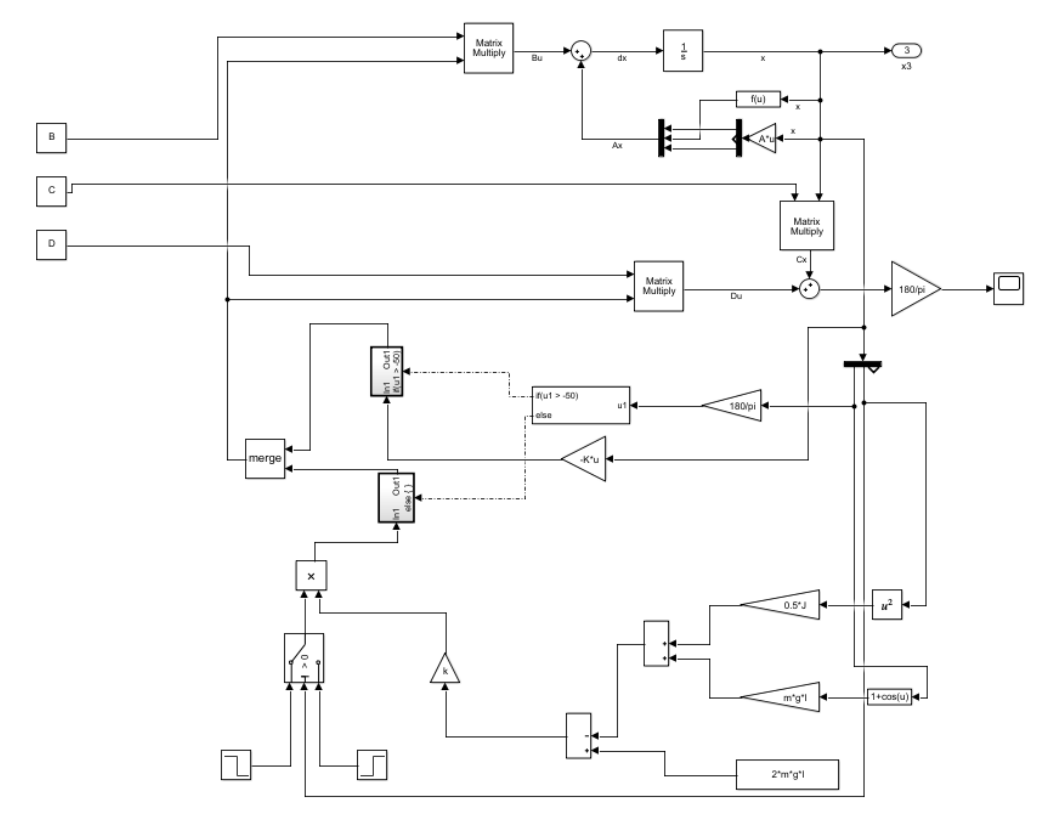 Matrix
Multiply
Bu
dx
1
s
x
3
x3
f(u)
x
B
Ax
A*u
x
C
Matrix
Multiply
D
Cx
Matrix
Multiply
Du
180/pi
In1
Out1
if(u1 > -50)
if(u1 > -50)
else
u1
180/pi
merge
-K*u
In1
Out1
else { }
×
0.5*J
u²
> 0
k
m*g*l
1+cos(u)
2*m*g*l